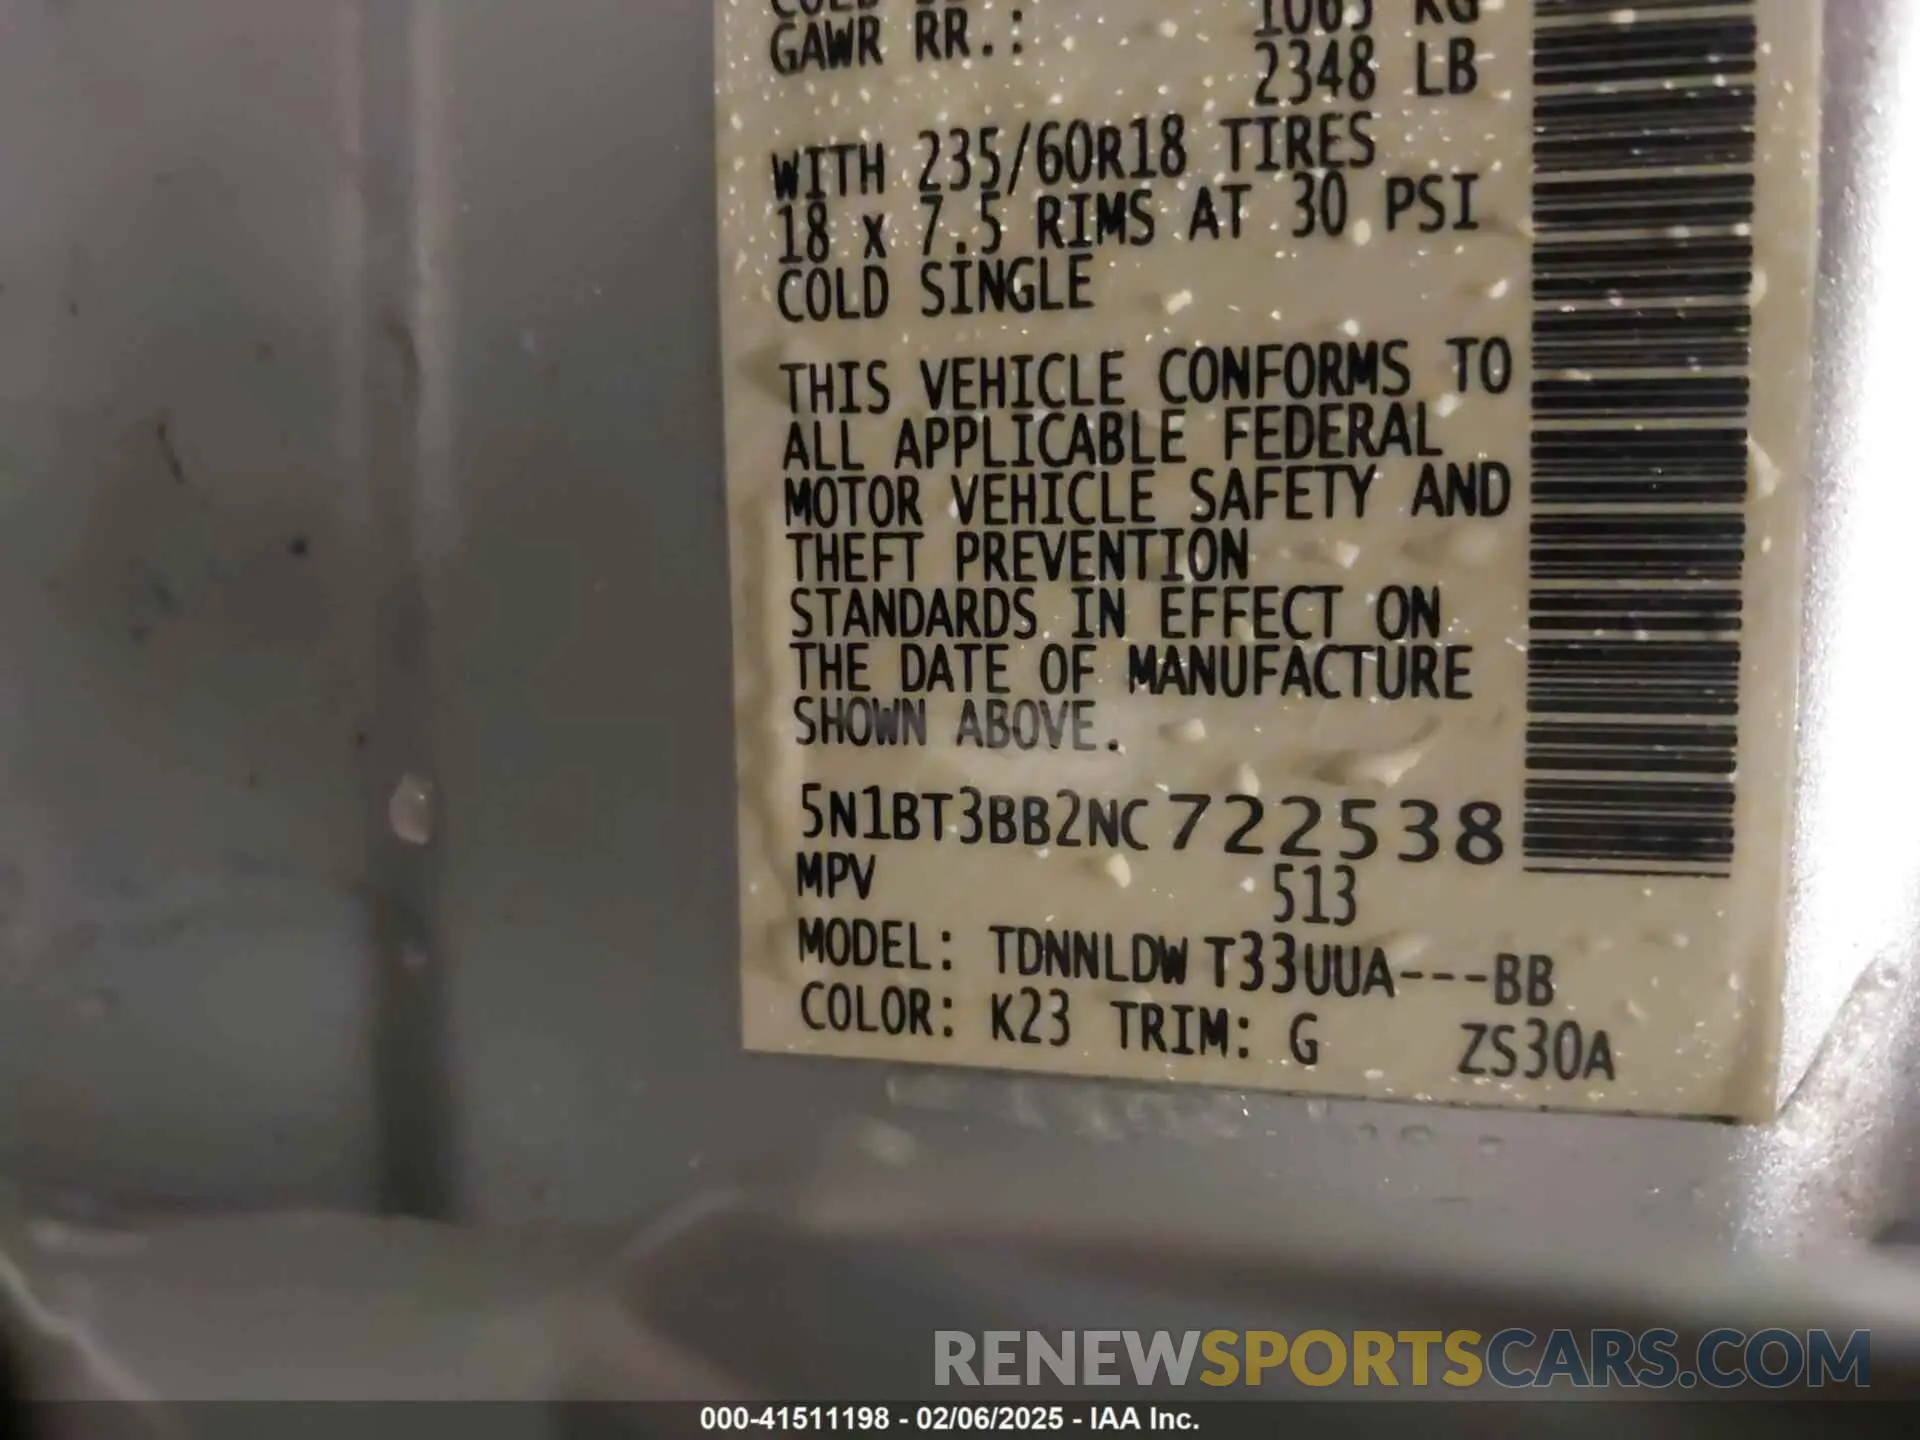 GAWR RR.: 1065 KG
2348 LB
WITH 235/60R18 TIRES
18 x 7.5 RIMS AT 30 PSI
COLD SINGLE
THIS VEHICLE CONFORMS TO
ALL APPLICABLE FEDERAL
MOTOR VEHICLE SAFETY AND
THEFT PREVENTION
STANDARDS IN EFFECT ON
THE DATE OF MANUFACTURE
SHOWN ABOVE.
5N1BT3BB2NC722538
MPV 513
MODEL: TDNNLDW T33UUA---BB
COLOR: K23 TRIM: G ZS30A
RENEWSPORTSCARS.COM
000-41511198 - 02/06/2025 - IAA Inc.